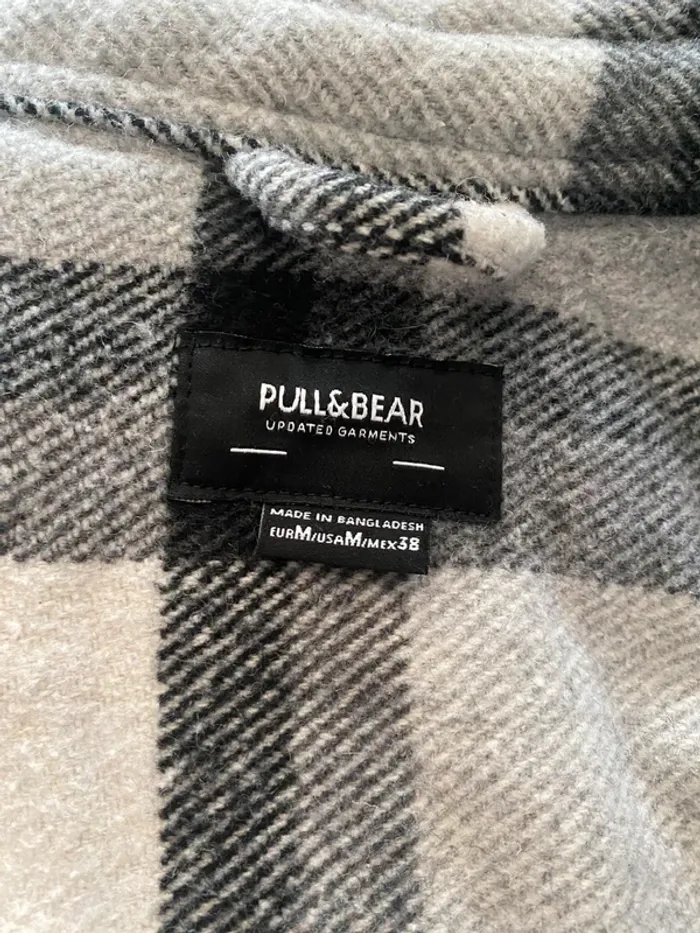 PULL&BEAR
UPDATED GARMENTS
MADE IN BANGLADESH
EURM/USAM/MEX38